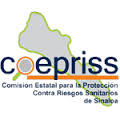 coepriss
Comisión Estatal para la Protección
Contra Riesgos Sanitarios
de Sinaloa